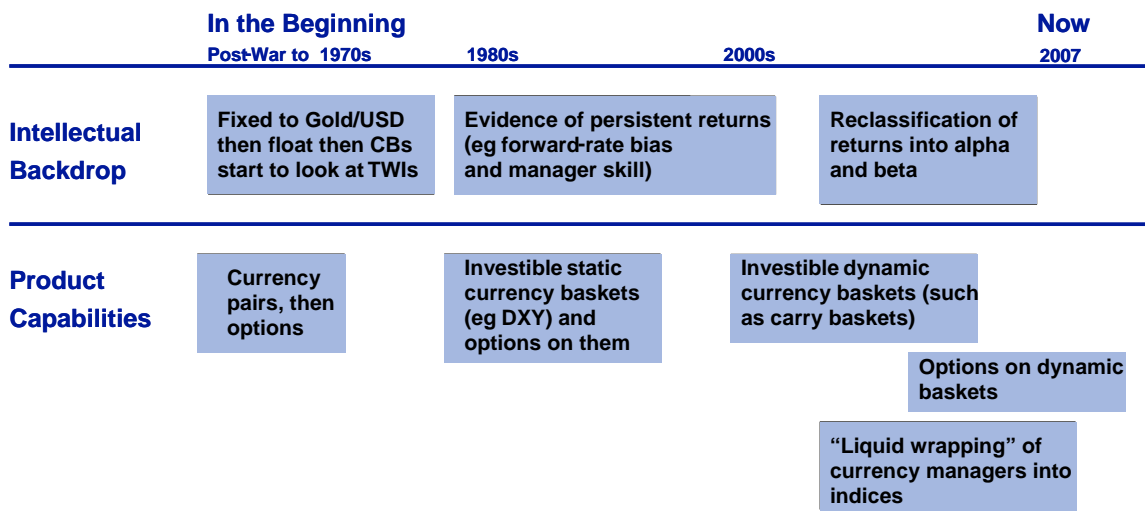 In the Beginning
Now
Post-War to 1970s
1980s
2000s
2007
Intellectual
Backdrop
Fixed to Gold/USD
then float then CBs
start to look at TWIs
Evidence of persistent returns
(eg forward-rate bias
and manager skill)
Reclassification of
returns into alpha
and beta
Product
Capabilities
Currency
pairs, then
options
Investible static
currency baskets
(eg DXY) and
options on them
Investible dynamic
currency baskets (such
as carry baskets)
Options on dynamic
baskets
“Liquid wrapping” of
currency managers into
indices